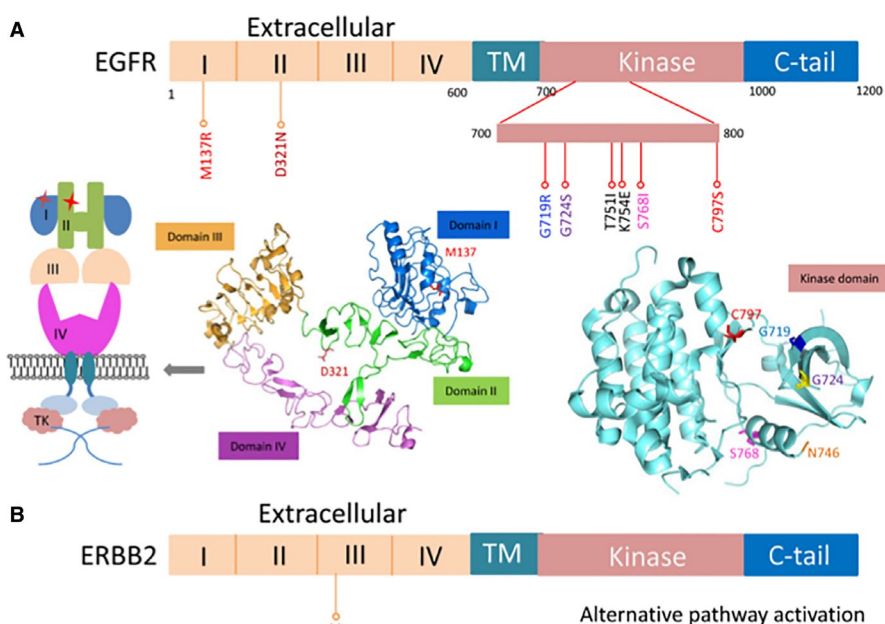 A
Extracellular
EGFR
I II III IV TM Kinase C-tail
1 600 700 1000 1200
700 800
M137R
D321N
G719R
G724S
T751I
K754E
S768I
C797S
I
II
III
IV
TK
Domain III
Domain I
M137
D321
Domain II
Domain IV
Kinase domain
C797
G719
G724
S768
N746
B
Extracellular
ERBB2
I II III IV TM Kinase C-tail
Alternative pathway activation